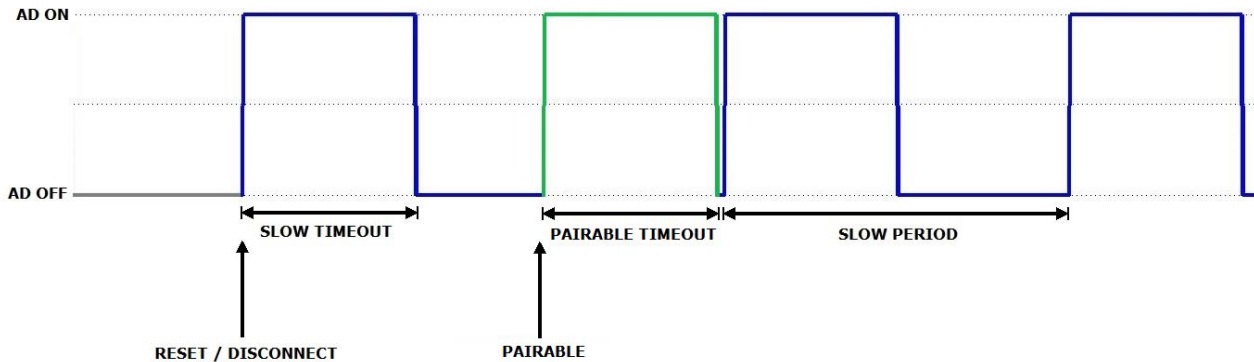 AD ON
AD OFF
SLOW TIMEOUT
PAIRABLE TIMEOUT
SLOW PERIOD
RESET / DISCONNECT
PAIRABLE